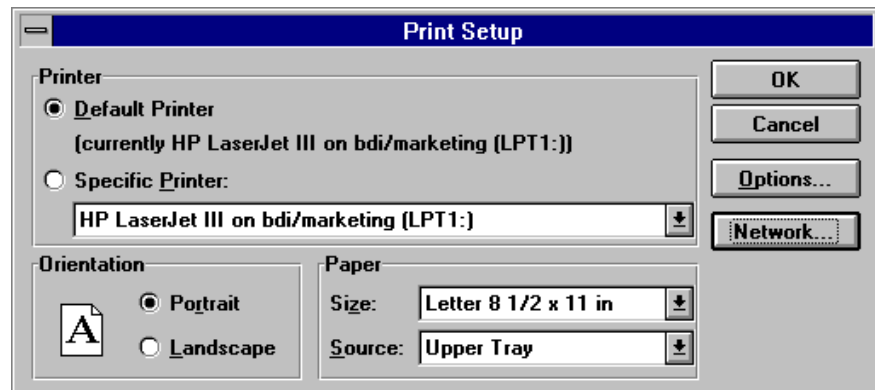 Print Setup
Printer
Default Printer
(currently HP LaserJet III on bdi/marketing (LPT1:))
Specific Printer:
HP LaserJet III on bdi/marketing (LPT1:)
OK
Cancel
Options...
Network...
Orientation
A
Portrait
Landscape
Paper
Size: Letter 8 1/2 x 11 in
Source: Upper Tray